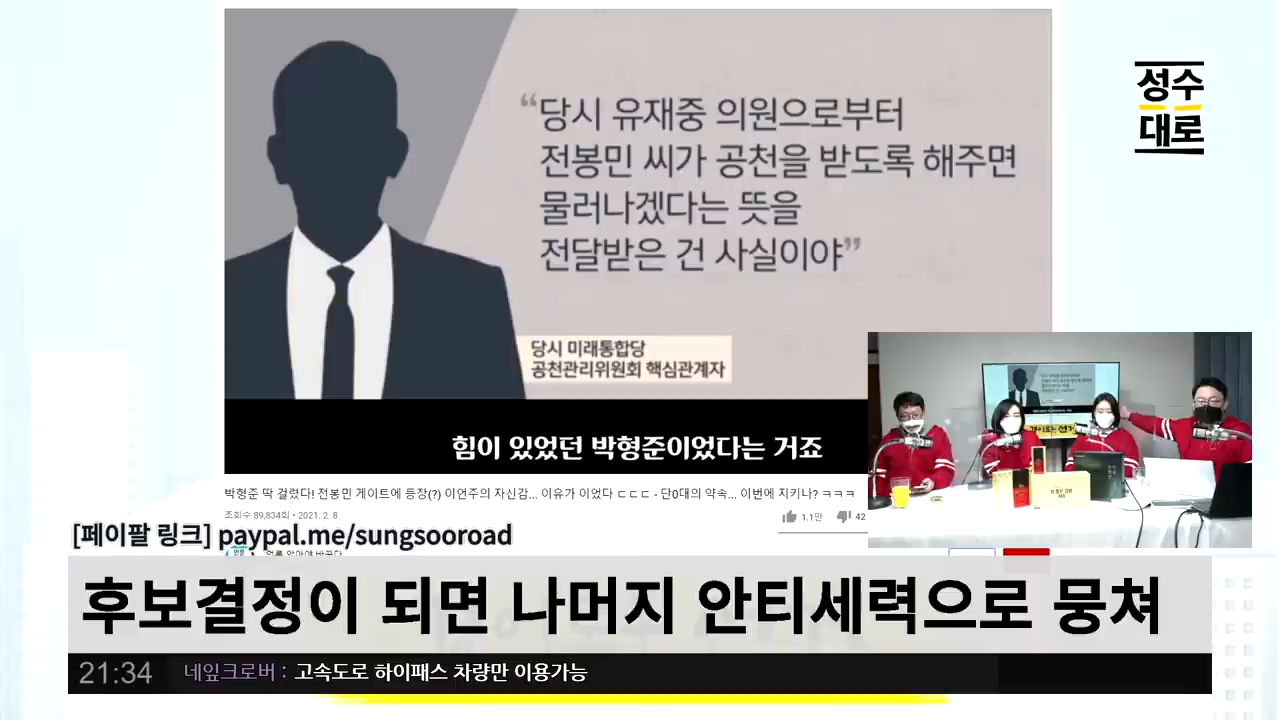 “당시 유재중 의원으로부터
전봉민 씨가 공천을 받도록 해주면
물러나겠다는 뜻을
전달받은 건 사실이야”
성수
대로
당시 미래통합당
공천관리위원회 핵심관계자
힘이 있었던 박형준이었다는 거죠
박형준 딱 걸렸다! 전봉민 게이트에 등장(?) 이언주의 자신감... 이유가 이었다 ㄷㄷㄷ - 단0대의 약속... 이번에 지키나? ㅋㅋㅋ
조회수 89,834회 • 2021. 2. 8.
1.1만
42
[페이팔 링크] paypal.me/sungsooroad
후보결정이 되면 나머지 안티세력으로 뭉쳐
21:34 네잎크로버 : 고속도로 하이패스 차량만 이용가능